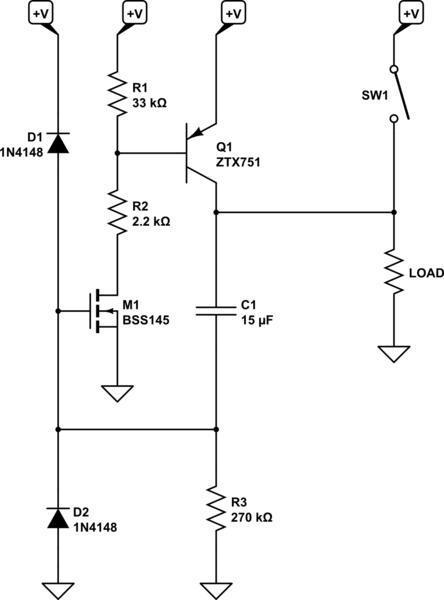 +V
+V
+V
+V
R1
33 kΩ
SW1
D1
1N4148
Q1
ZTX751
R2
2.2 kΩ
LOAD
M1
BSS145
C1
15 µF
R3
270 kΩ
D2
1N4148